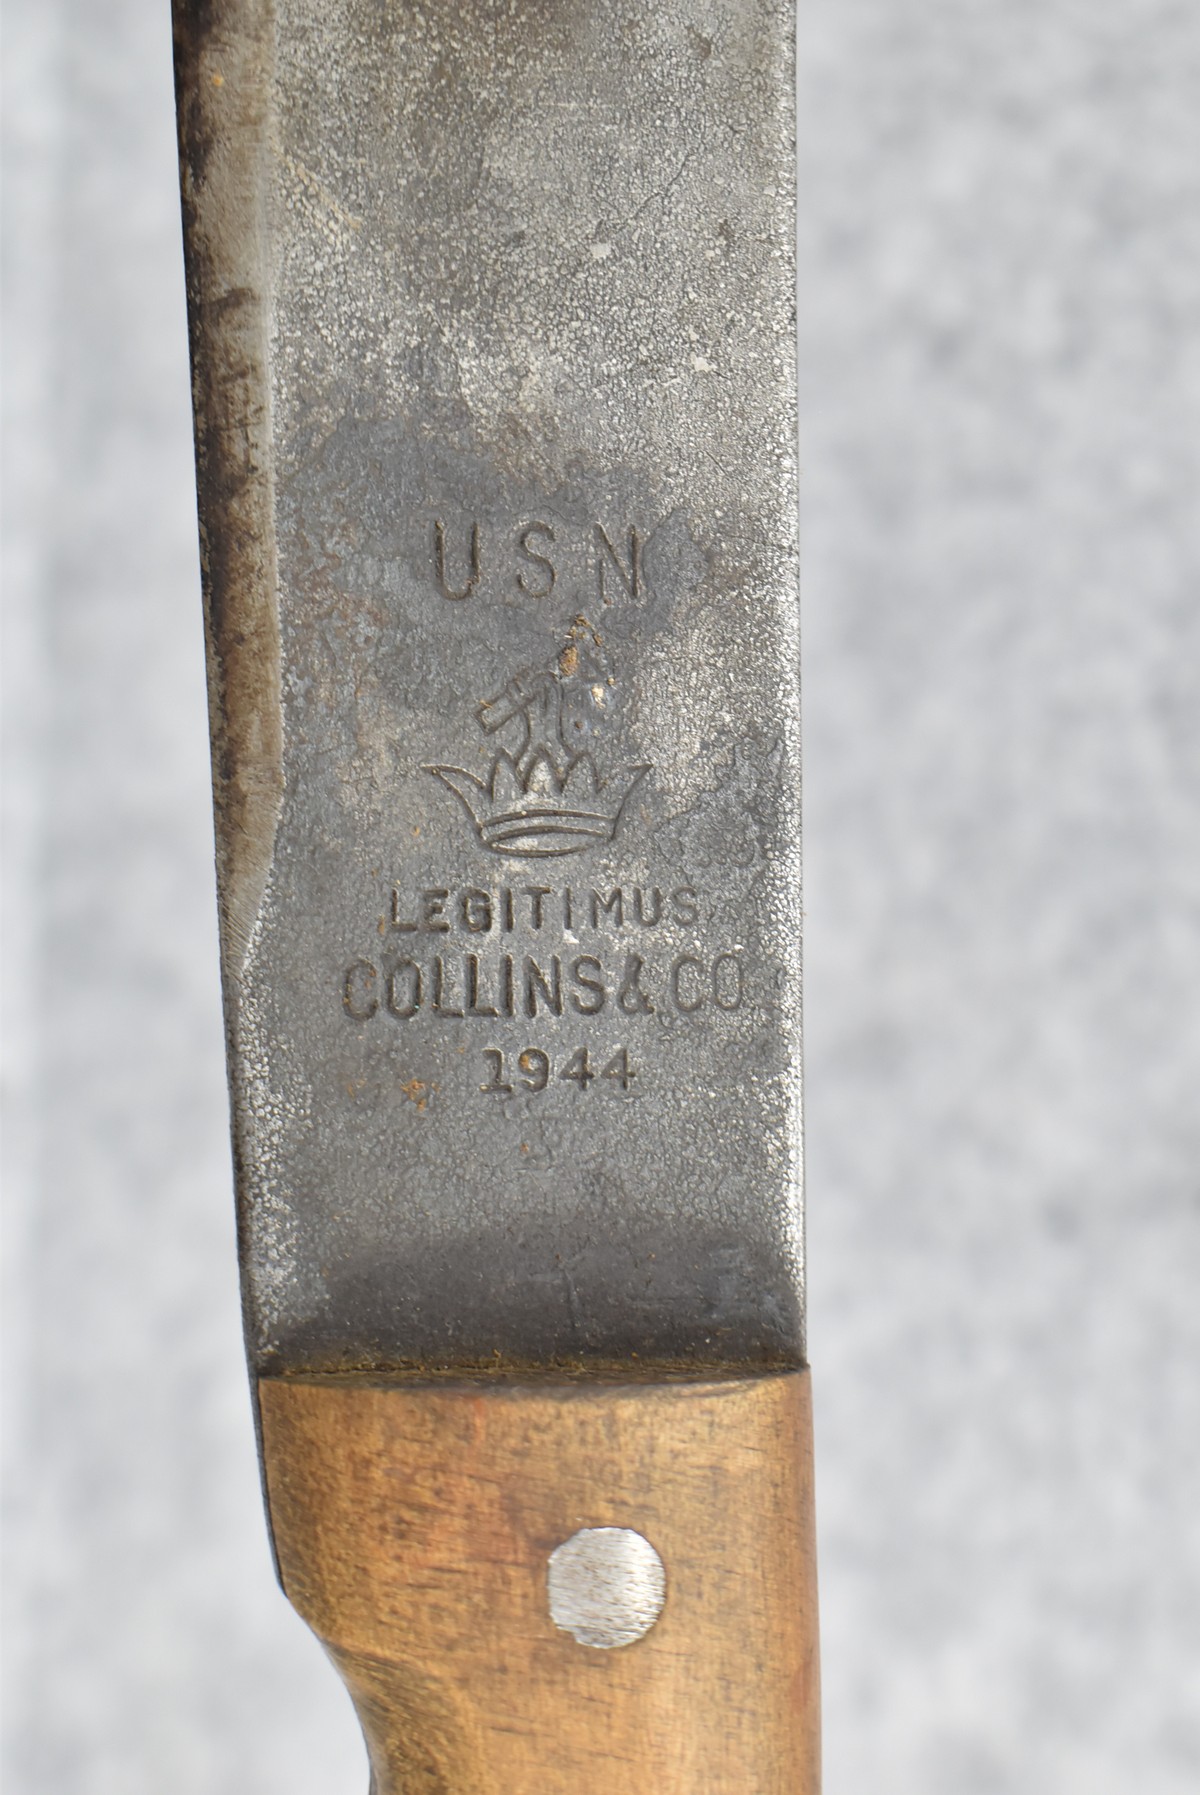 USN
LEGITIMUS
COLLINS & CO
1944